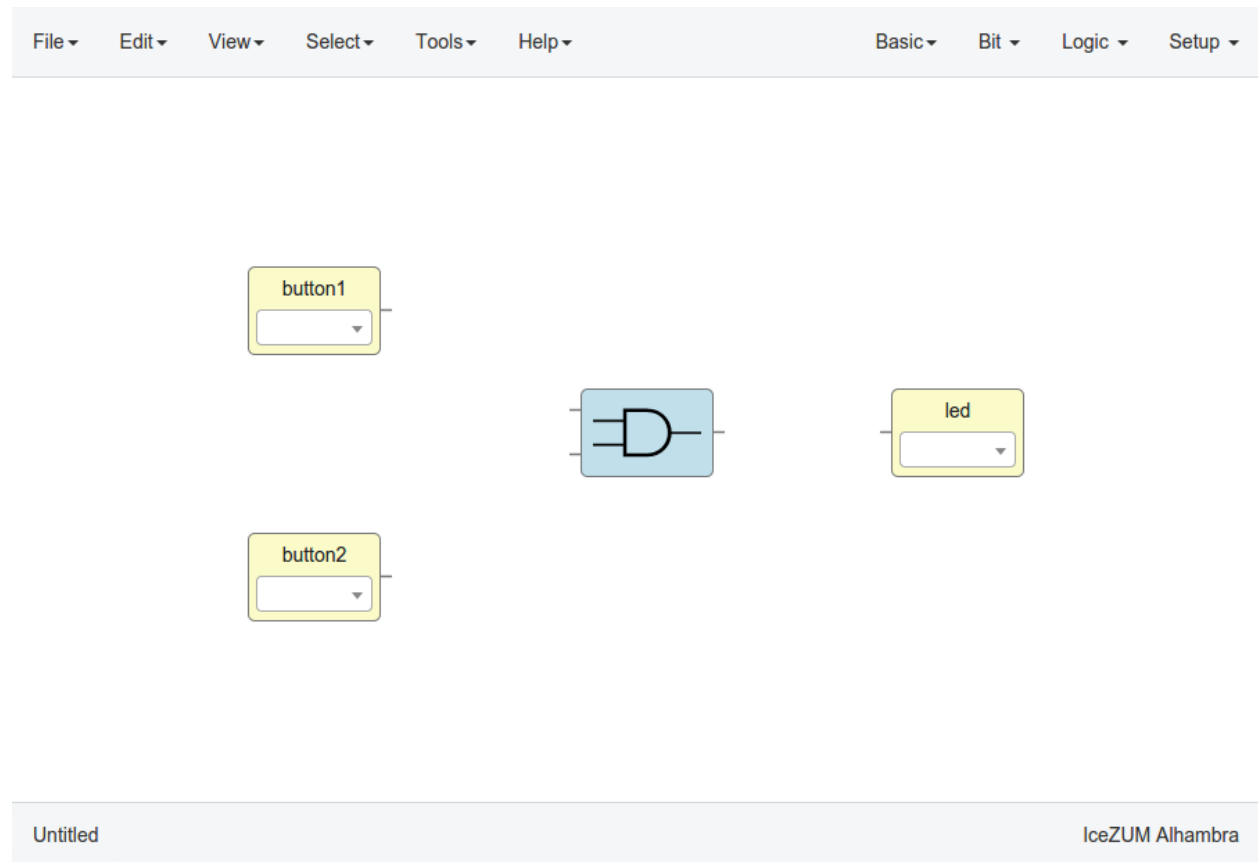 File Edit View Select Tools Help Basic Bit Logic Setup
button1
led
button2
Untitled IceZUM Alhambra